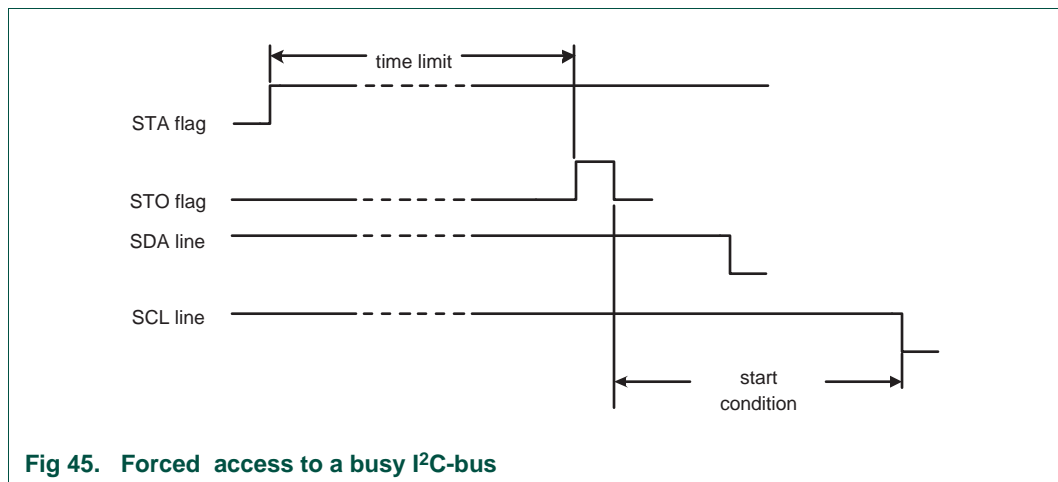 time limit
STA flag
STO flag
SDA line
SCL line
start
condition
Fig 45. Forced access to a busy I²C-bus